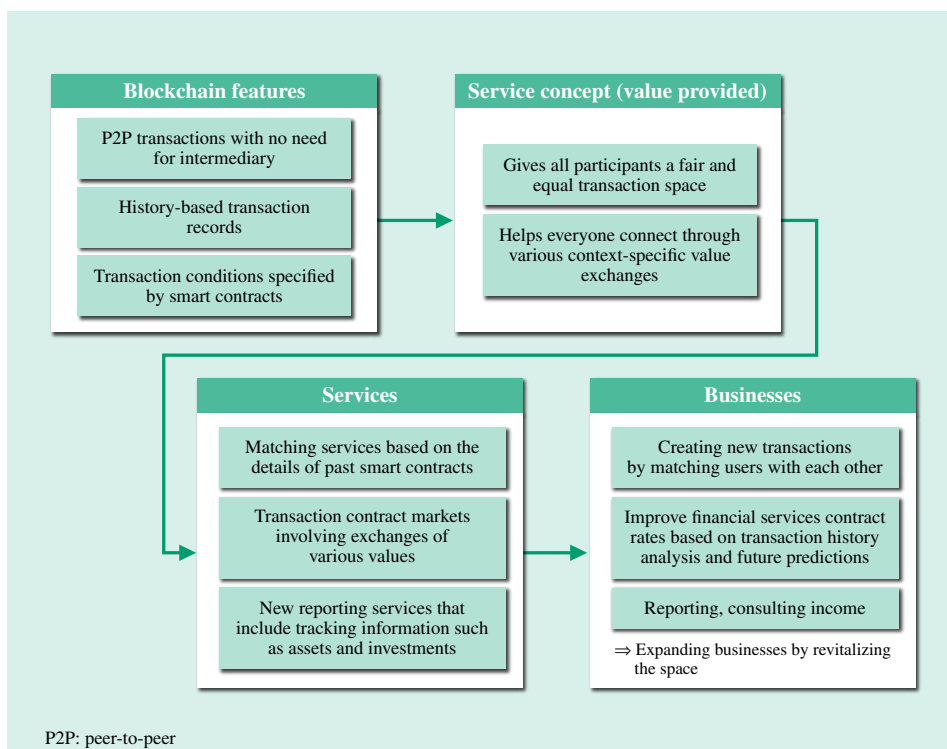 Blockchain features
P2P transactions with no need
for intermediary
History-based transaction
records
Transaction conditions specified
by smart contracts
Service concept (value provided)
Gives all participants a fair and
equal transaction space
Helps everyone connect through
various context-specific value
exchanges
Services
Matching services based on the
details of past smart contracts
Transaction contract markets
involving exchanges of
various values
New reporting services that
include tracking information such
as assets and investments
Businesses
Creating new transactions
by matching users with each other
Improve financial services contract
rates based on transaction history
analysis and future predictions
Reporting, consulting income
⇒ Expanding businesses by revitalizing
the space
P2P: peer-to-peer